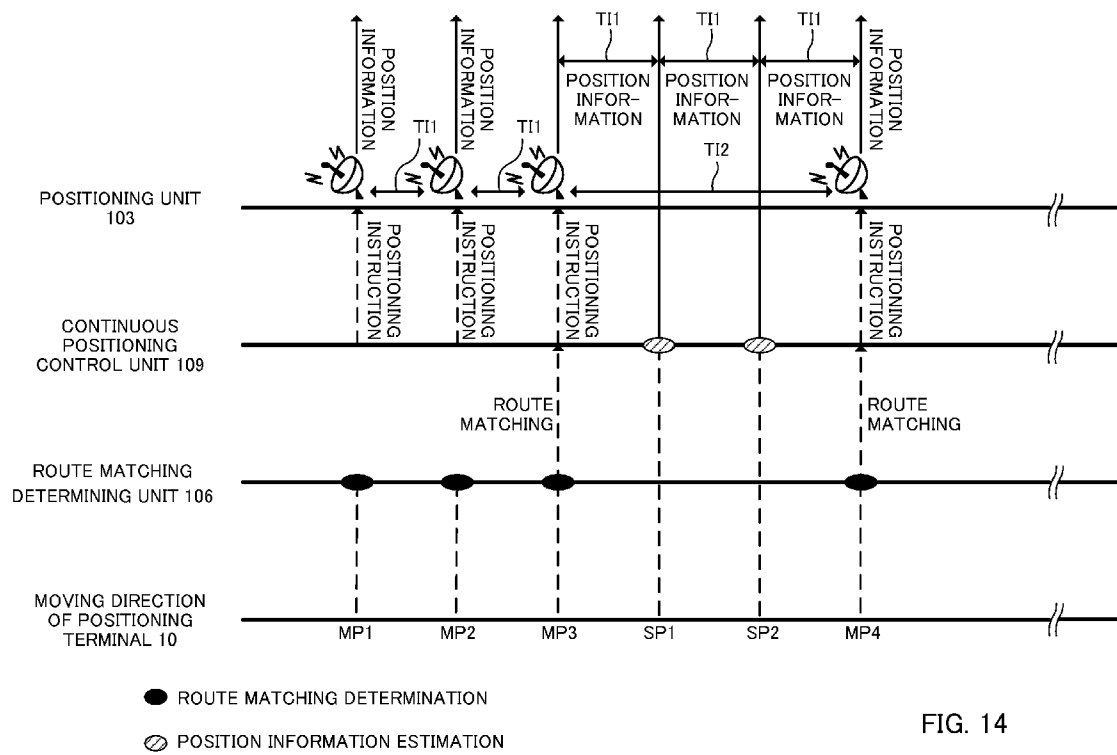 TI1
TI1
TI1
POSITION
INFORMATION
POSITION
INFORMATION
POSITION
INFOR-
MATION
POSITION
INFOR-
MATION
POSITION
INFOR-
MATION
POSITION
INFORMATION
TI1
TI1
TI2
POSITIONING UNIT
103
POSITIONING
INSTRUCTION
POSITIONING
INSTRUCTION
POSITIONING
INSTRUCTION
POSITIONING
INSTRUCTION
CONTINUOUS
POSITIONING
CONTROL UNIT 109
ROUTE
MATCHING
ROUTE
MATCHING
ROUTE MATCHING
DETERMINING UNIT 106
MOVING DIRECTION
OF POSITIONING
TERMINAL 10
MP1
MP2
MP3
SP1
SP2
MP4
ROUTE MATCHING DETERMINATION
POSITION INFORMATION ESTIMATION
FIG. 14